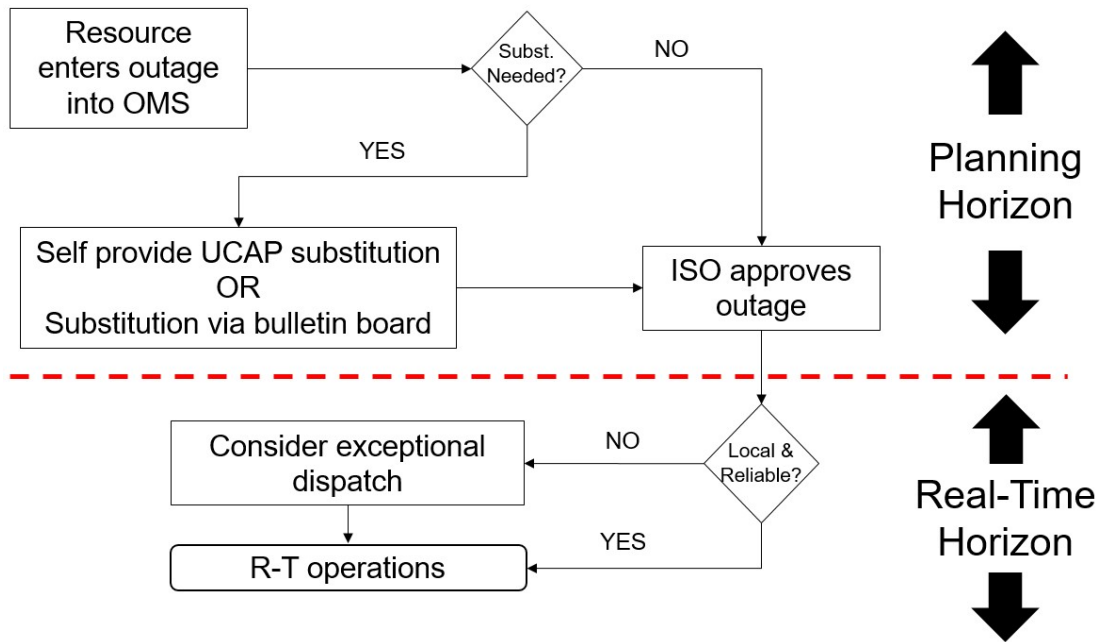 Resource
enters outage
into OMS
Subst.
Needed?
NO
YES
Planning
Horizon
Self provide UCAP substitution
OR
Substitution via bulletin board
ISO approves
outage
Consider exceptional
dispatch
NO
Local &
Reliable?
Real-Time
Horizon
YES
R-T operations